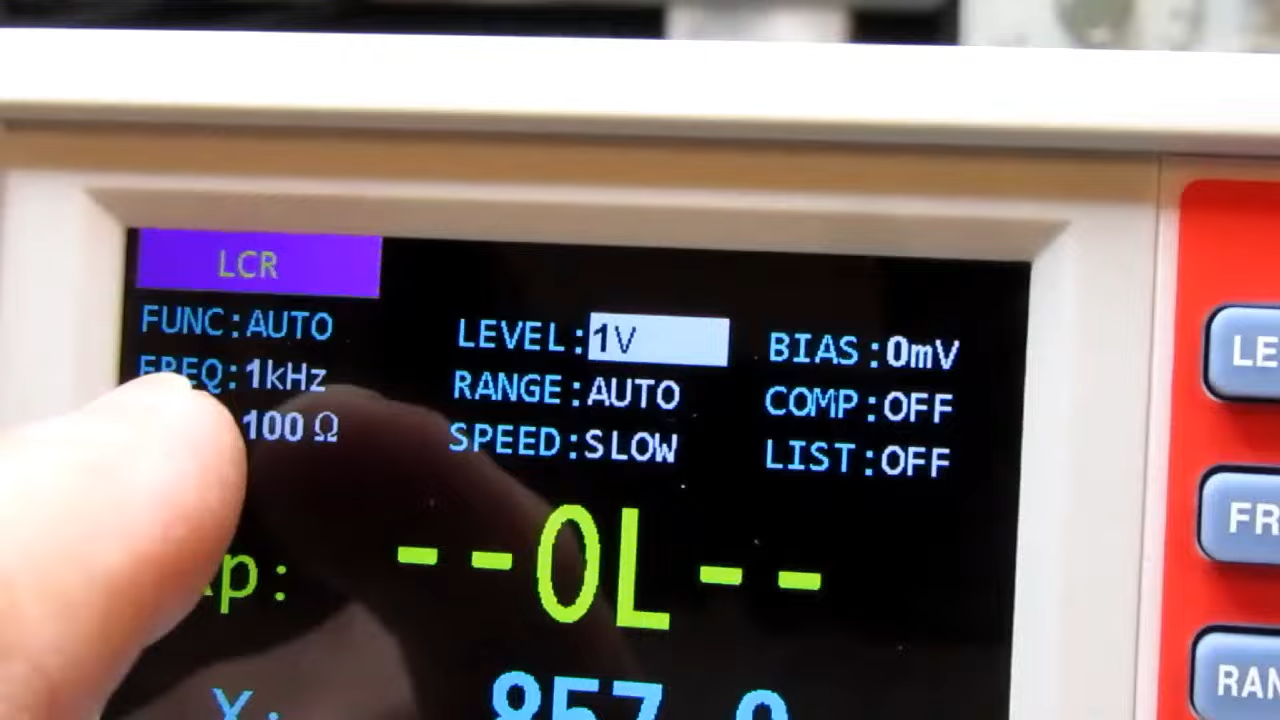 LCR
FUNC:AUTO LEVEL:1V BIAS:0mV
FREQ:1kHz RANGE:AUTO COMP:OFF
100Ω SPEED:SLOW LIST:OFF
p: --OL--
X:
LE
FR
RAN